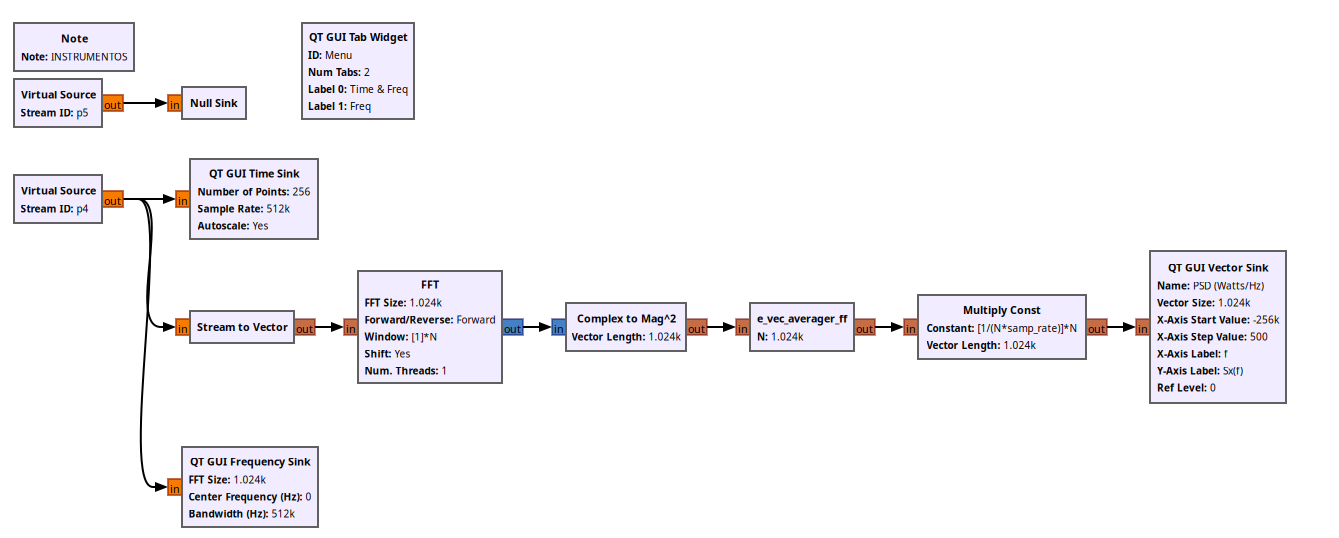 Note
Note: INSTRUMENTOS
Virtual Source
Stream ID: p5
out
in
Null Sink
QT GUI Tab Widget
ID: Menu
Num Tabs: 2
Label 0: Time & Freq
Label 1: Freq
Virtual Source
Stream ID: p4
out
in
QT GUI Time Sink
Number of Points: 256
Sample Rate: 512k
Autoscale: Yes
in
Stream to Vector
out
in
FFT
FFT Size: 1.024k
Forward/Reverse: Forward
Window: [1]*N
Shift: Yes
Num. Threads: 1
out
in
Complex to Mag^2
Vector Length: 1.024k
out
in
e_vec_averager_ff
N: 1.024k
out
in
Multiply Const
Constant: [1/(N*samp_rate)]*N
Vector Length: 1.024k
out
in
QT GUI Vector Sink
Name: PSD (Watts/Hz)
Vector Size: 1.024k
X-Axis Start Value: -256k
X-Axis Step Value: 500
X-Axis Label: f
Y-Axis Label: Sx(f)
Ref Level: 0
in
QT GUI Frequency Sink
FFT Size: 1.024k
Center Frequency (Hz): 0
Bandwidth (Hz): 512k